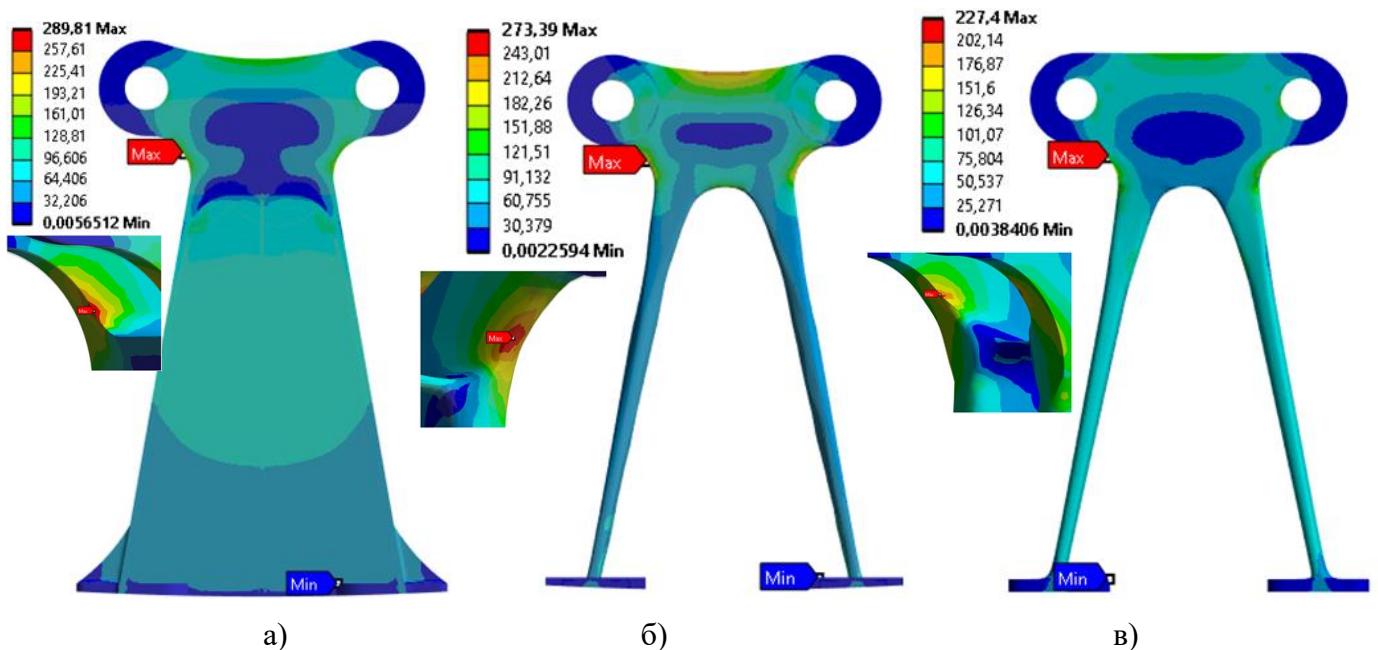 289,81 Max
257,61
225,41
193,21
161,01
128,81
96,606
64,406
32,206
0,0056512 Min
Max
Max
Min
а)
273,39 Max
243,01
212,64
182,26
151,88
121,51
91,132
60,755
30,379
0,0022594 Min
Max
Max
Min
б)
227,4 Max
202,14
176,87
151,6
126,34
101,07
75,804
50,537
25,271
0,0038406 Min
Max
Max
Min
в)